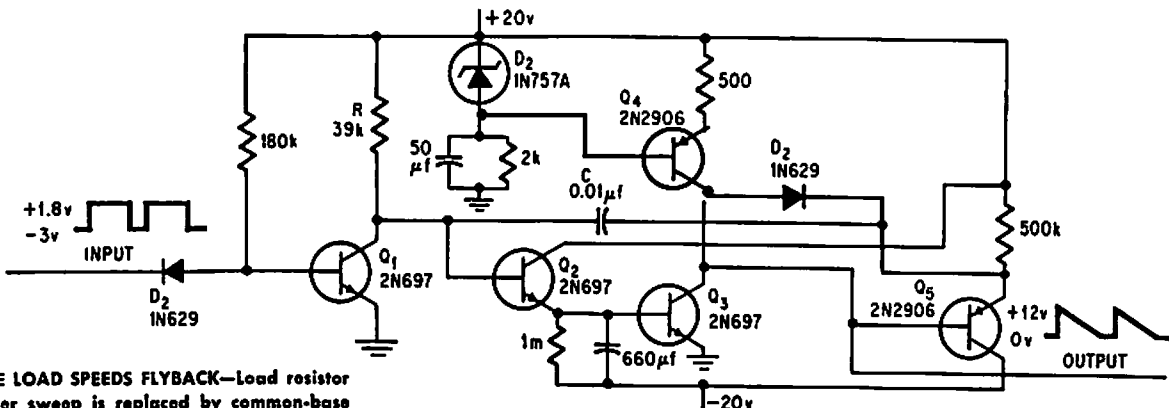 +20v
D2
1N757A
500
Q4
2N2906
R
39k
180k
50
μf
2k
D2
1N629
C
0.01μf
+1.8v
-3v
INPUT
500k
Q1
2N697
Q2
2N697
Q3
2N697
Q5
2N2906
+12v
0v
OUTPUT
D2
1N629
1m
660μf
-20v
E LOAD SPEEDS FLYBACK—Load resistor
er sweep is replaced by common-base